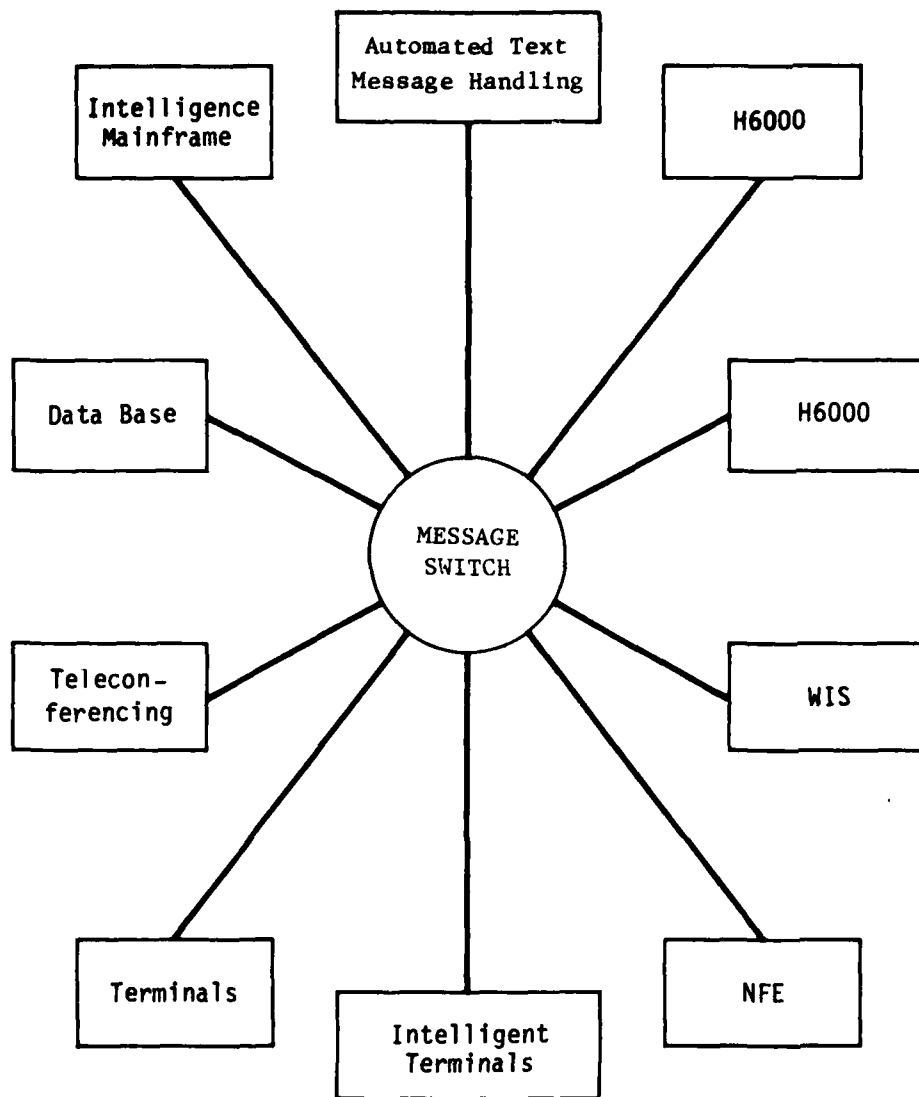 Automated Text
Message Handling
Intelligence
Mainframe
H6000
Data Base
H6000
MESSAGE
SWITCH
Telecon-
ferencing
WIS
Terminals
Intelligent
Terminals
NFE